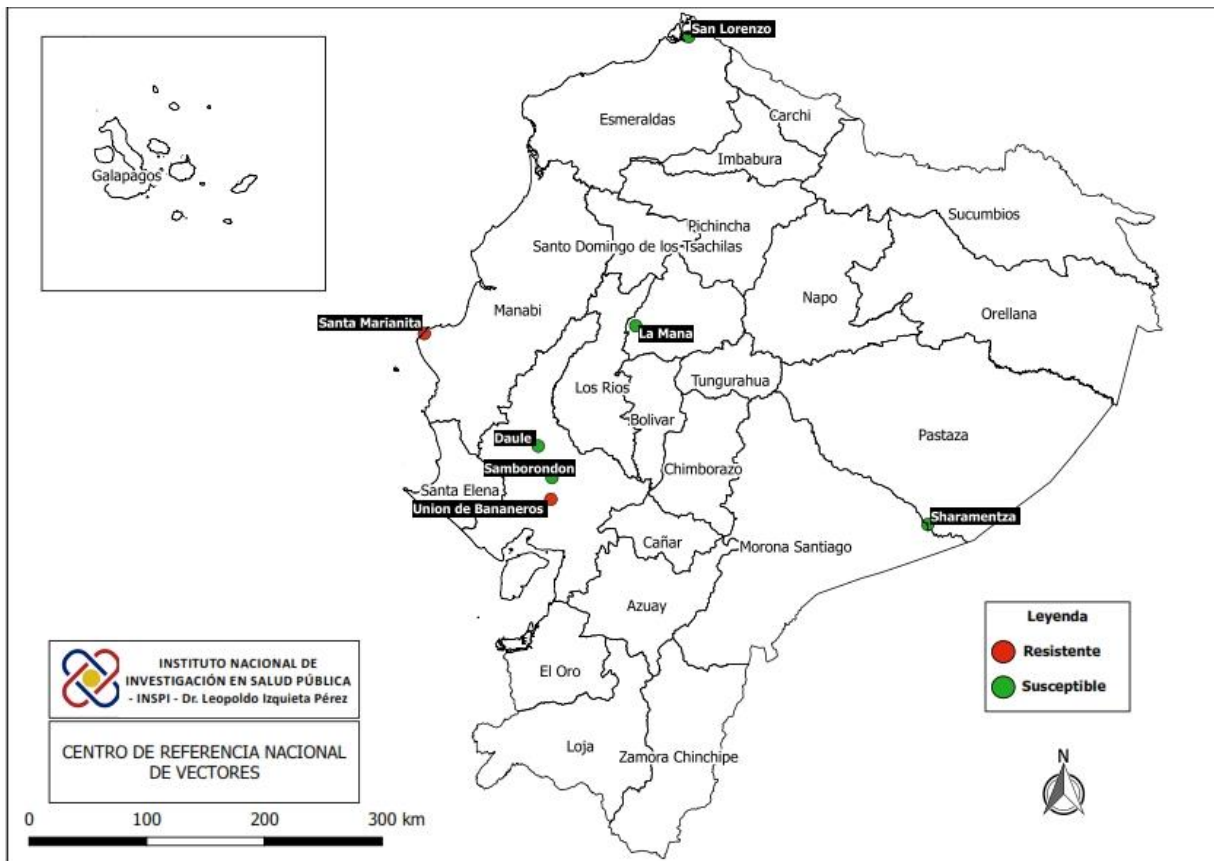 San Lorenzo
Carchi
Esmeraldas
Imbabura
Galapagos
Sucumbios
Pichincha
Santo Domingo de los Tsachilas
Napo
Manabi
Orellana
Santa Marianita
La Mana
Los Rios
Tungurahua
Bolivar
Pastaza
Daule
Samborondon
Chimborazo
Santa Elena
Union de Bananeros
Sharamentza
Cañar
Morona Santiago
Azuay
El Oro
Loja
Zamora Chinchipe
Leyenda
Resistente
Susceptible
N
INSTITUTO NACIONAL DE
INVESTIGACIÓN EN SALUD PÚBLICA
- INSPI - Dr. Leopoldo Izquieta Pérez
CENTRO DE REFERENCIA NACIONAL
DE VECTORES
0 100 200 300 km